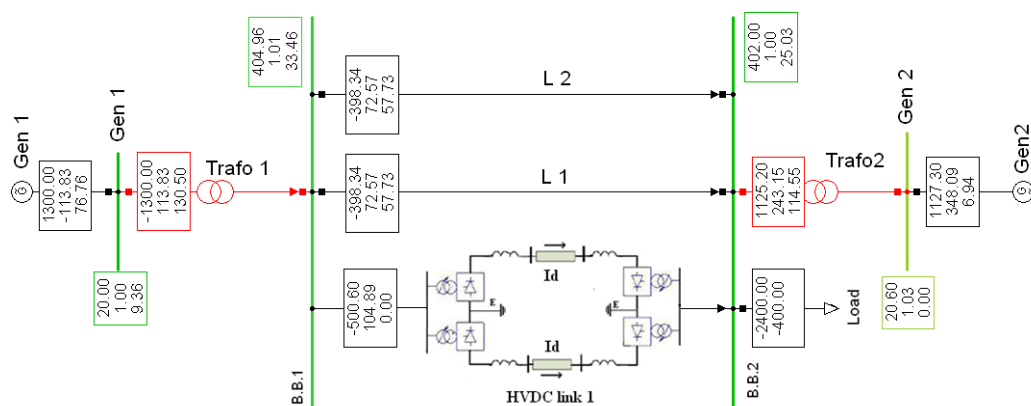 404.96
1.01
33.46
402.00
1.00
25.03
Gen 1
Gen 1
1300.00
-113.83
76.76
-1300.00
113.83
130.50
Trafo 1
20.00
1.00
9.36
-398.34
72.57
57.73
L 2
-398.34
72.57
57.73
L 1
-500.60
104.89
0.00
Id
E
E
Id
HVDC link 1
B.B.1
B.B.2
1125.20
243.15
114.55
Trafo2
Gen 2
1127.30
348.09
6.94
Gen2
G
G
-2400.00
-400.00
Load
20.60
1.03
0.00